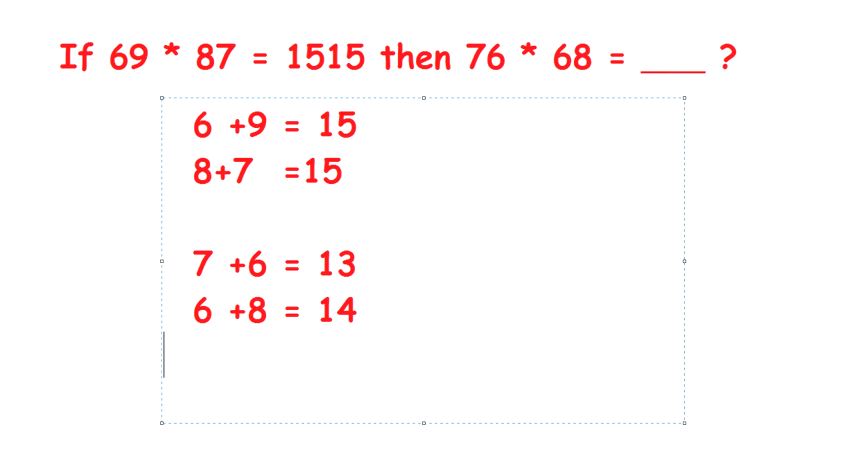 If 69 * 87 = 1515 then 76 * 68 = ____ ?
6 +9 = 15
8+7 =15
7 +6 = 13
6 +8 = 14